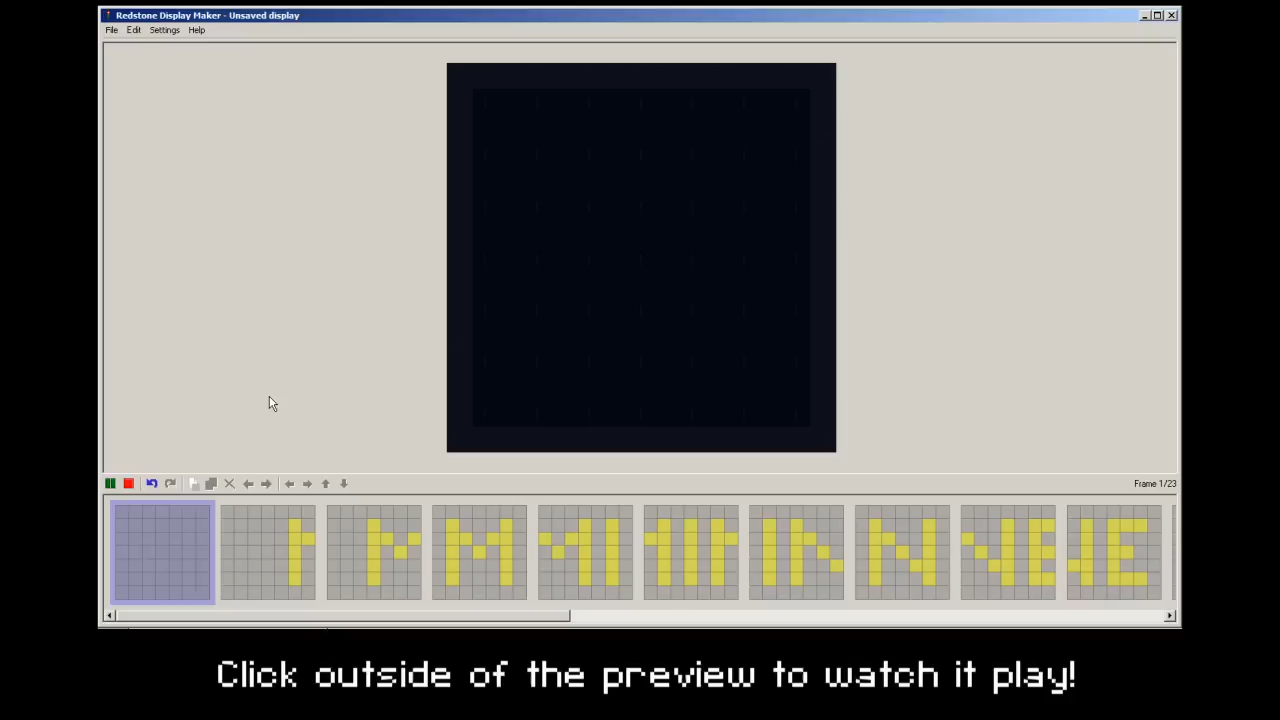 Redstone Display Maker - Unsaved display
File Edit Settings Help
Frame 1/23
Click outside of the preview to watch it play!